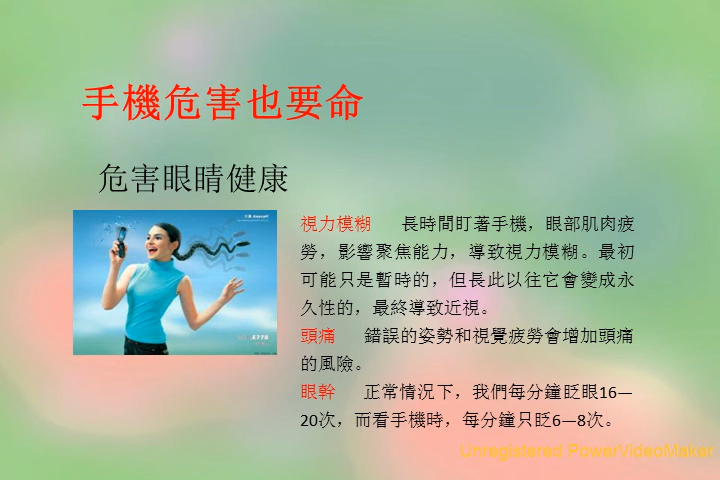 手機危害也要命
危害眼睛健康
視力模糊 長時間盯著手機，眼部肌肉疲
勞，影響聚焦能力，導致視力模糊。最初
可能只是暫時的，但長此以往它會變成永
久性的，最終導致近視。
頭痛 錯誤的姿勢和視覺疲勞會增加頭痛
的風險。
眼幹 正常情況下，我們每分鐘眨眼16—
20次，而看手機時，每分鐘只眨6—8次。
Unregistered PowerVideoMaker